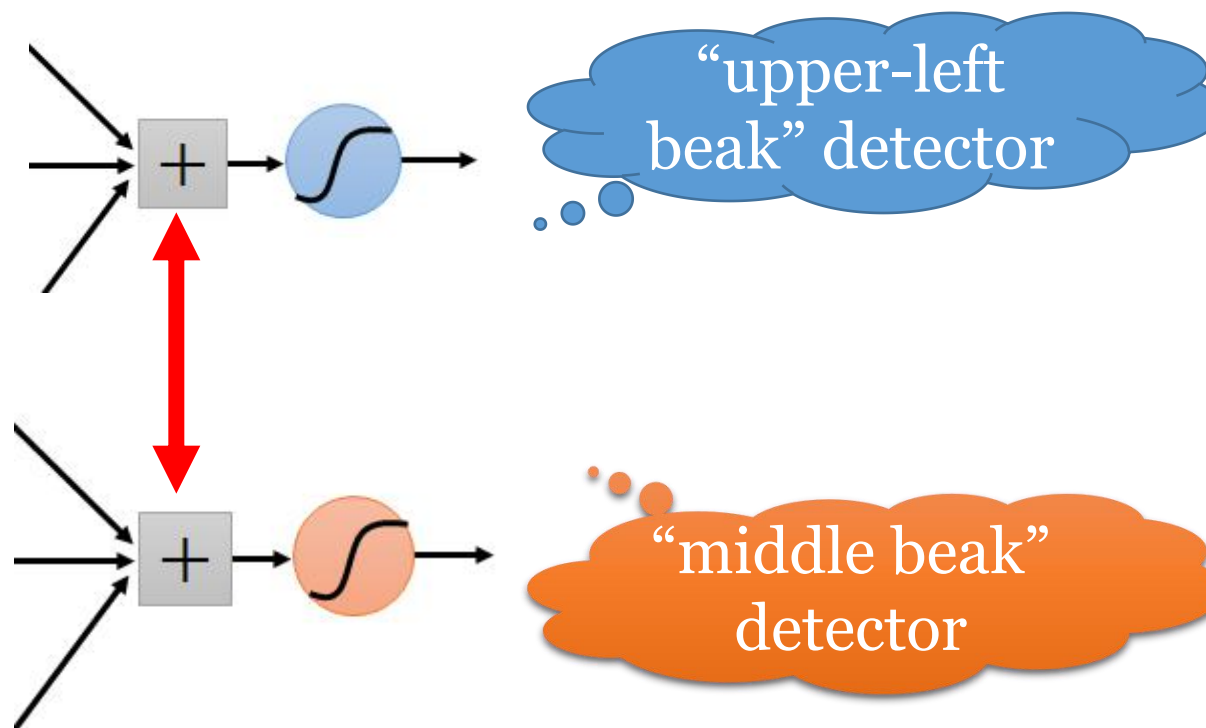 “upper-left
beak” detector
+
+
“middle beak”
detector